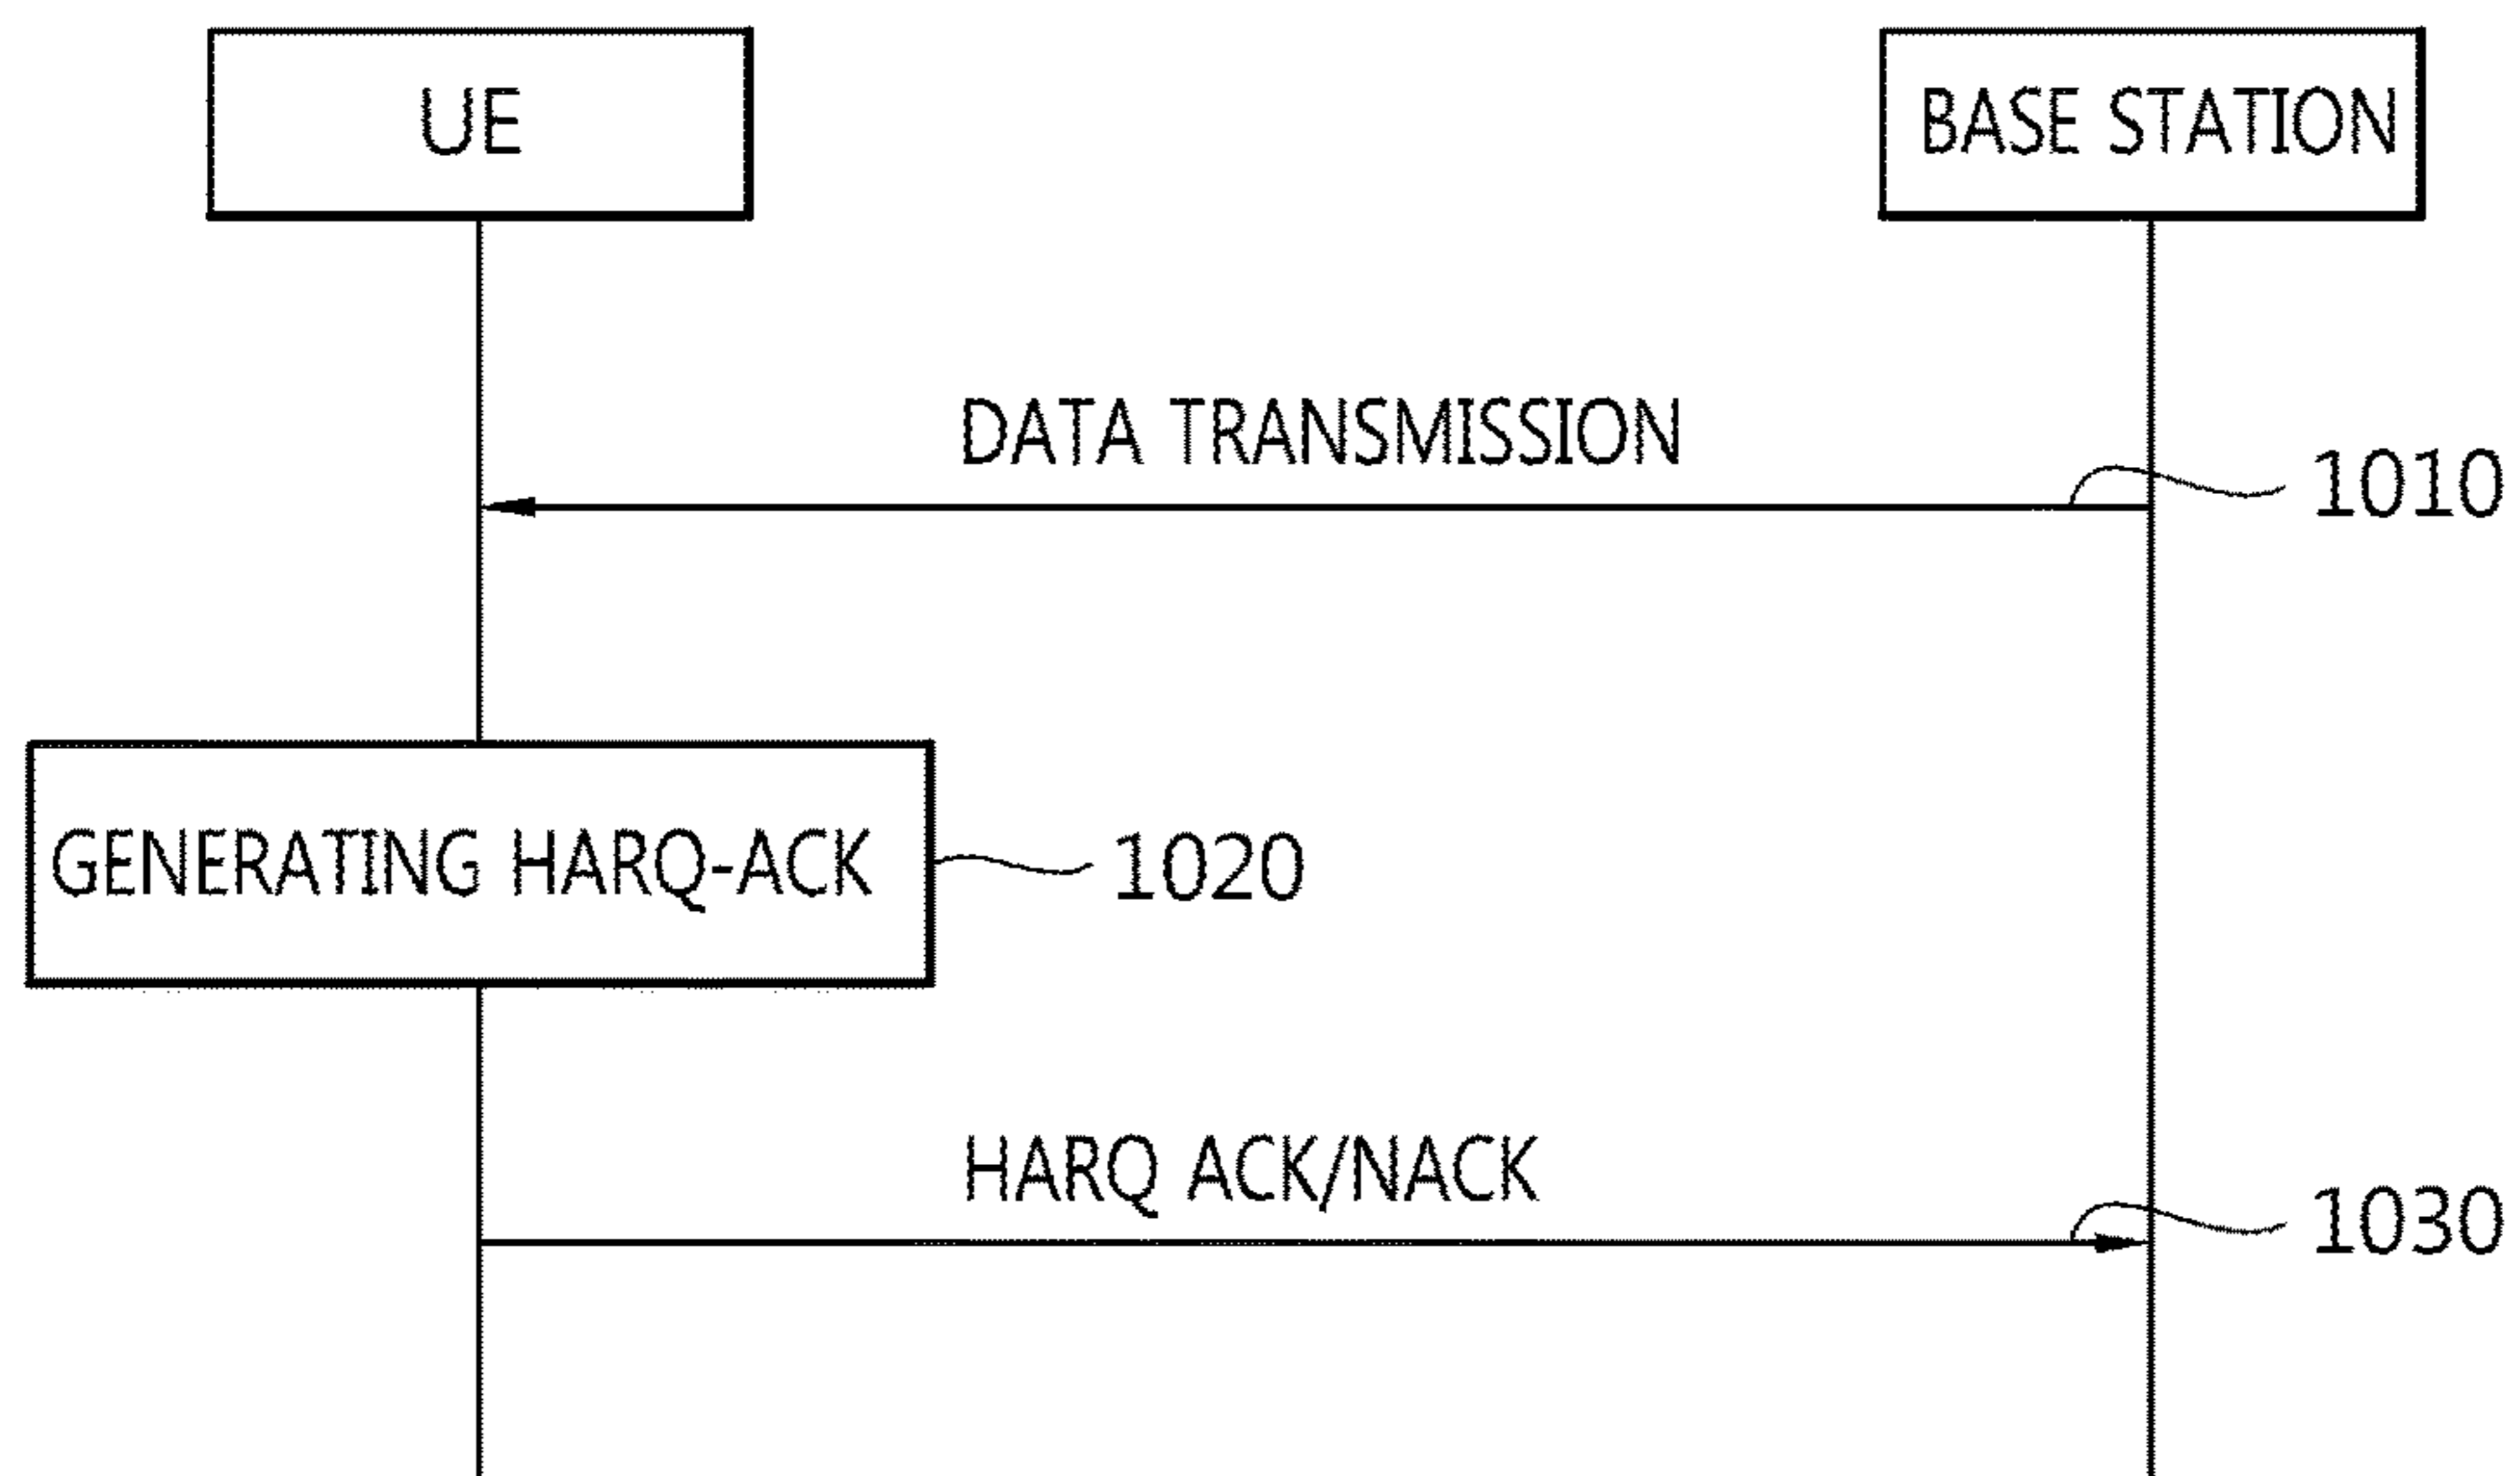 UE
BASE STATION
DATA TRANSMISSION
1010
GENERATING HARQ-ACK
1020
HARQ ACK/NACK
1030